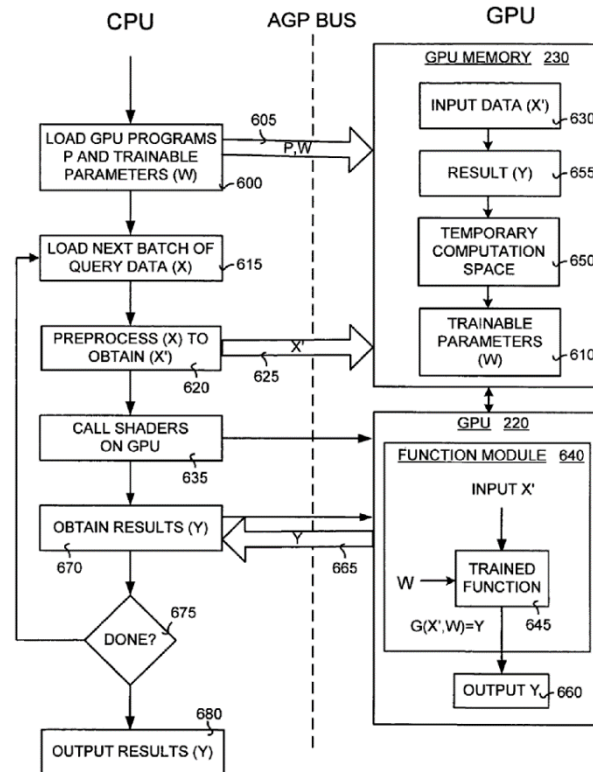 CPU
AGP BUS
GPU
LOAD GPU PROGRAMS
P AND TRAINABLE
PARAMETERS (W)
600
605
P,W
LOAD NEXT BATCH OF
QUERY DATA (X)
615
PREPROCESS (X) TO
OBTAIN (X')
620
X'
625
CALL SHADERS
ON GPU
635
OBTAIN RESULTS (Y)
670
Y
665
DONE?
675
680
OUTPUT RESULTS (Y)
GPU MEMORY 230
INPUT DATA (X')
630
RESULT (Y)
655
TEMPORARY
COMPUTATION
SPACE
650
TRAINABLE
PARAMETERS
(W)
610
GPU 220
FUNCTION MODULE 640
INPUT X'
TRAINED
FUNCTION
W
645
G(X',W)=Y
OUTPUT Y
660